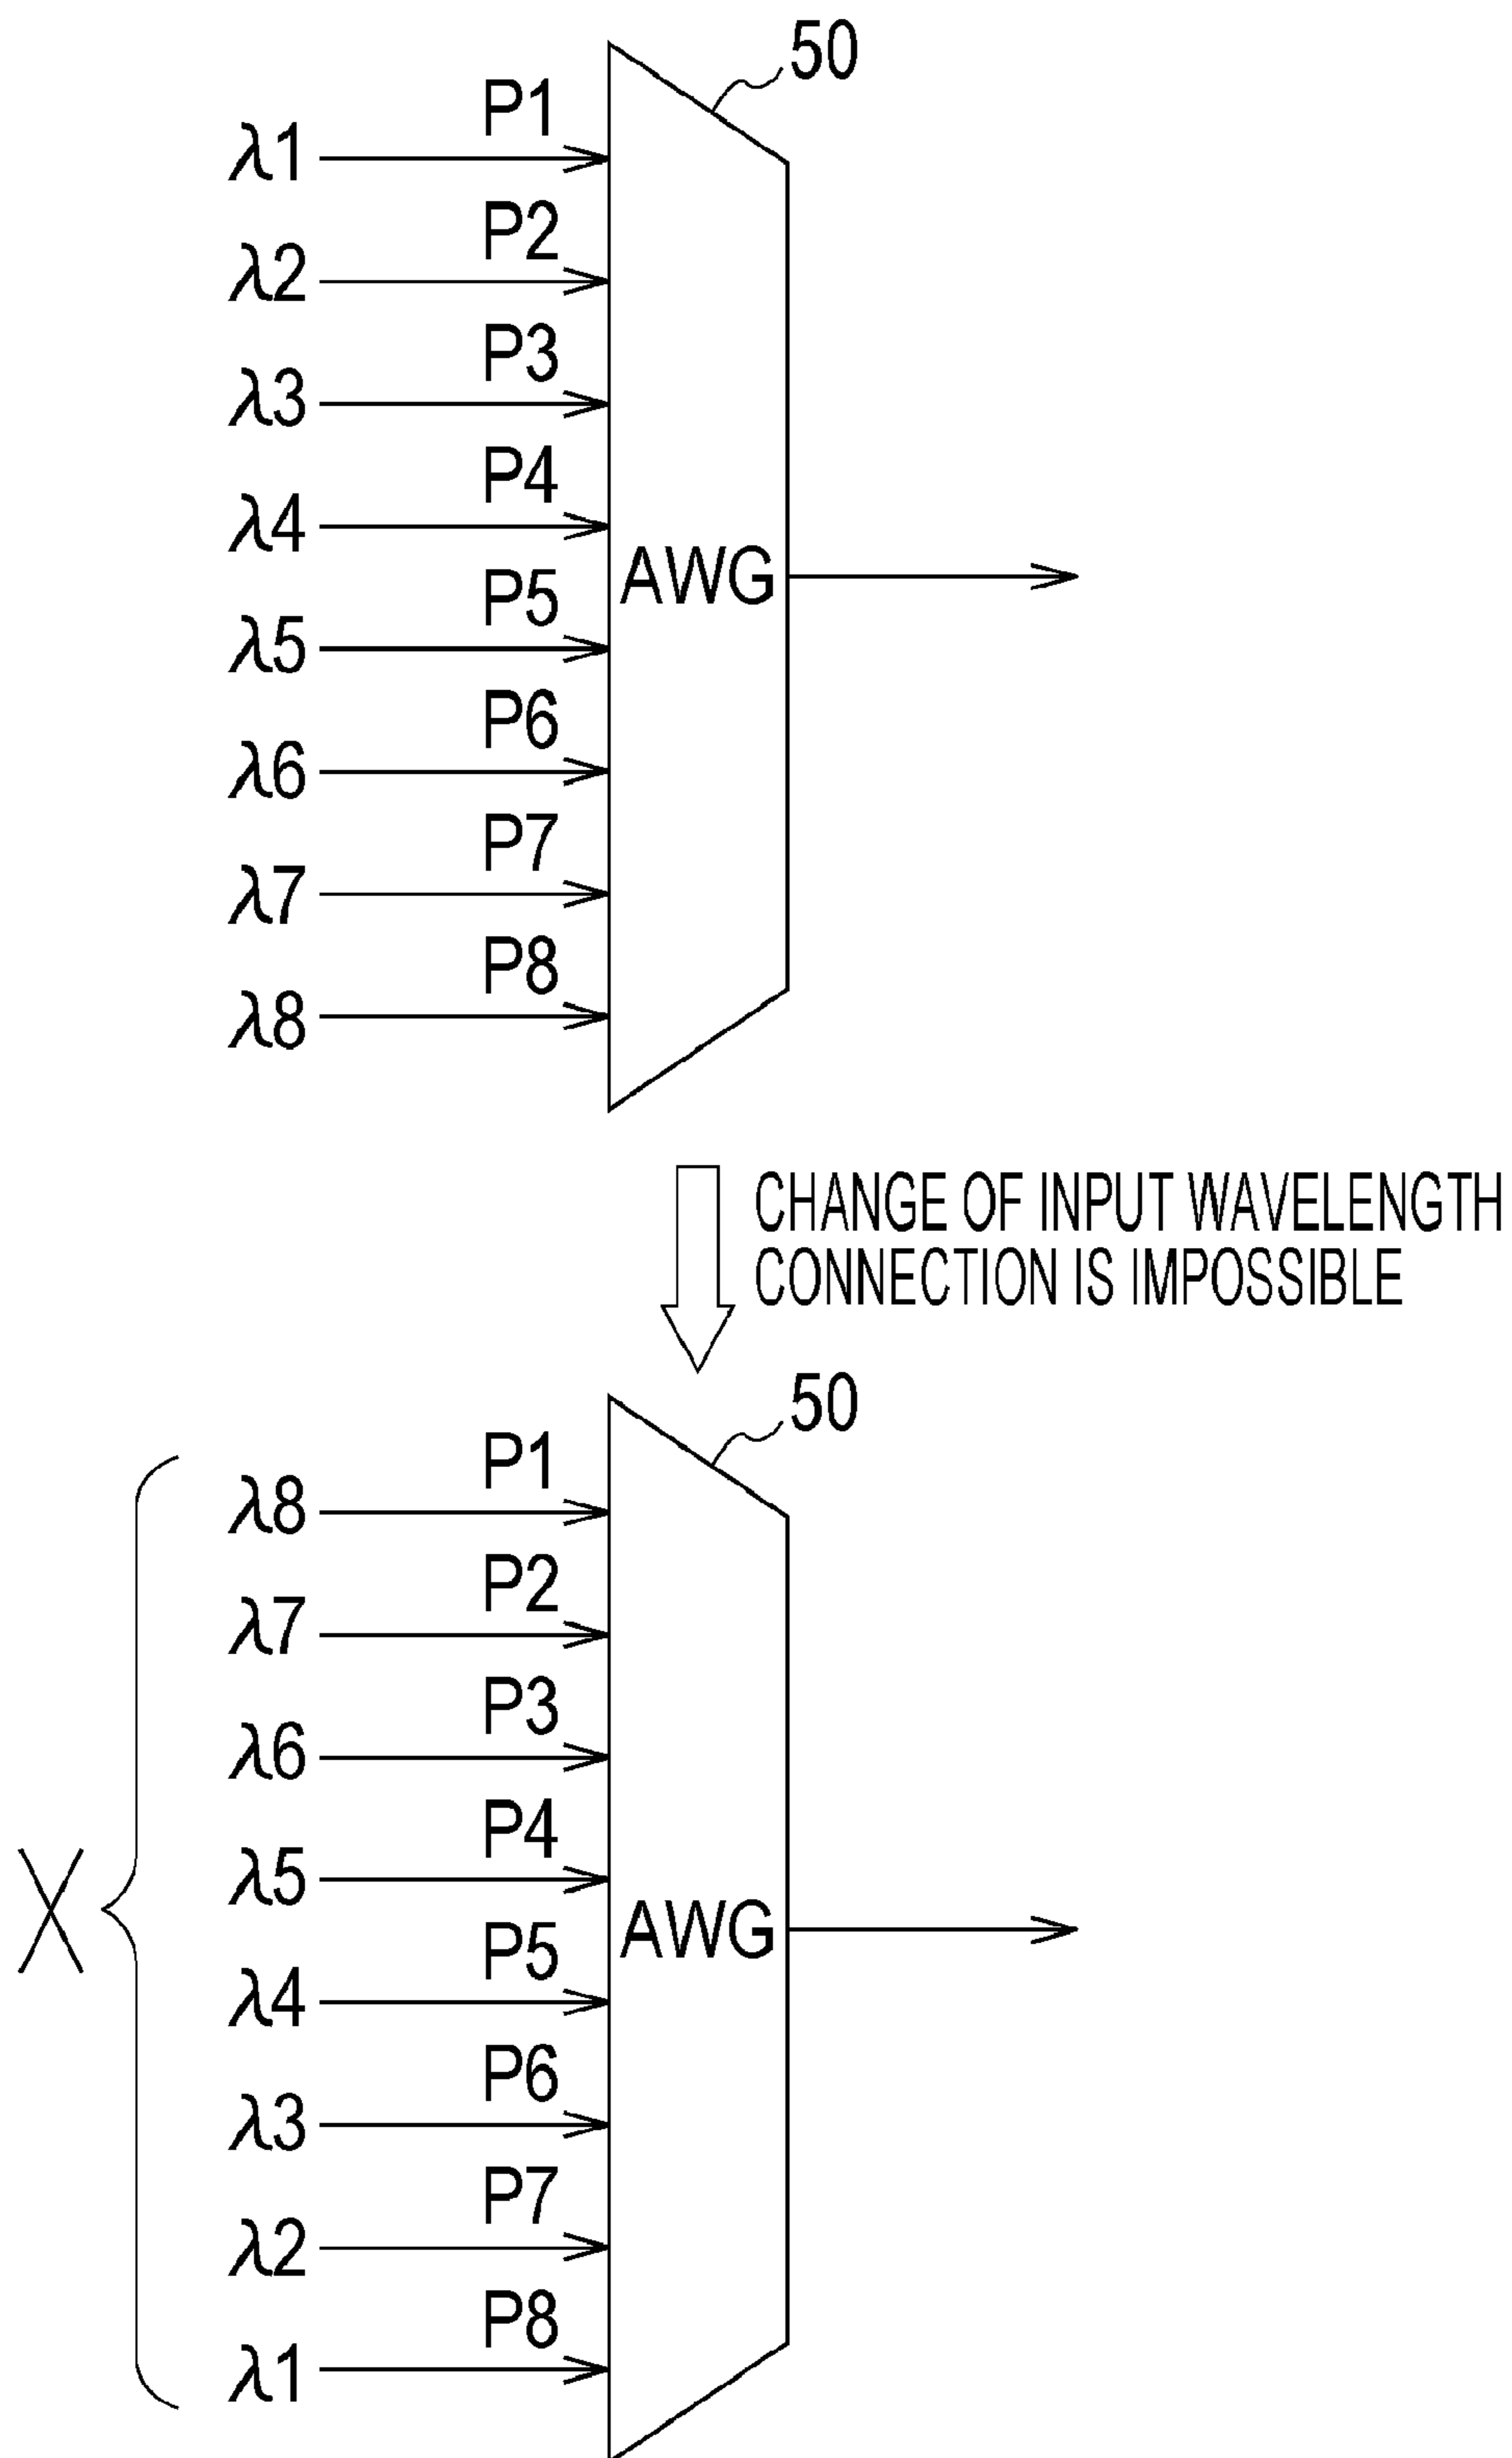 50
P1
λ1
P2
λ2
P3
λ3
P4
λ4
AWG
P5
λ5
P6
λ6
P7
λ7
P8
λ8
CHANGE OF INPUT WAVELENGTH
CONNECTION IS IMPOSSIBLE
50
P1
λ8
P2
λ7
P3
λ6
P4
λ5
X
AWG
P5
λ4
P6
λ3
P7
λ2
P8
λ1